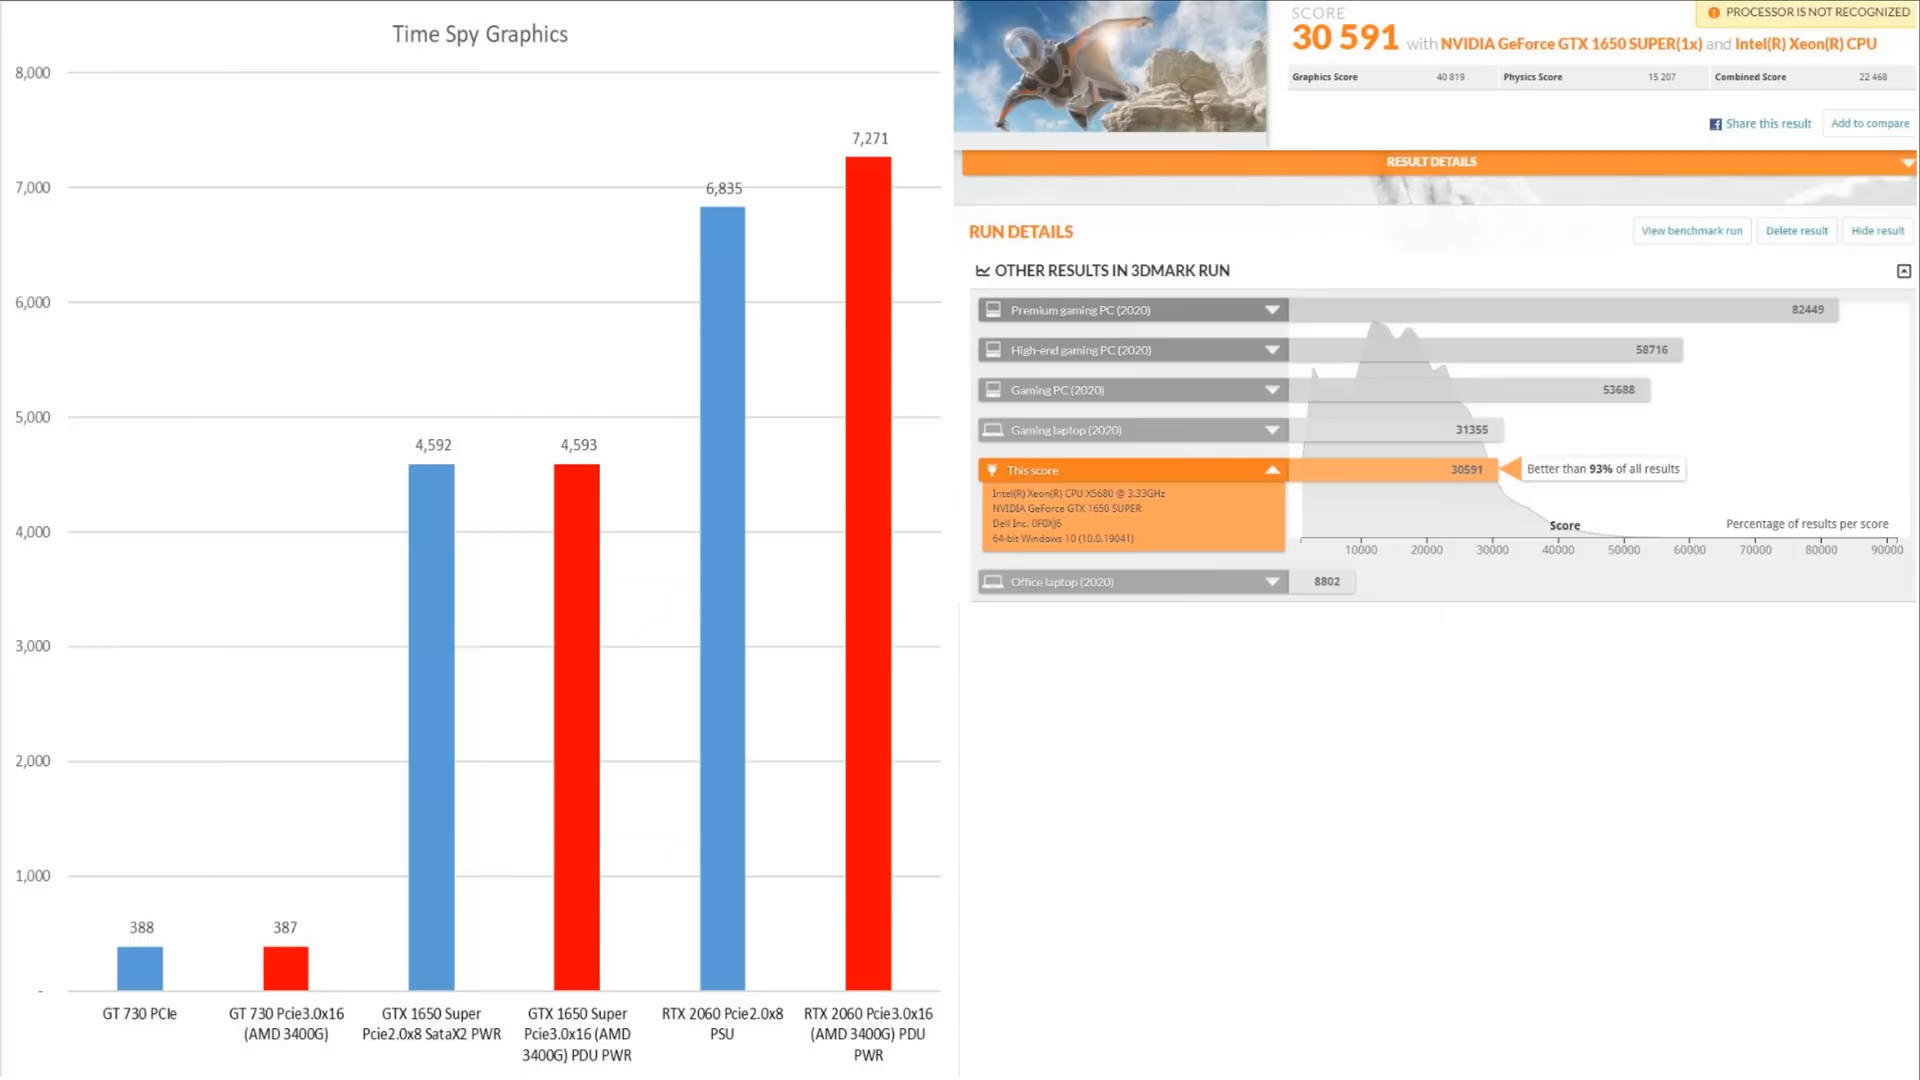 Time Spy Graphics
8,000
7,000
6,000
5,000
4,000
3,000
2,000
1,000
-
388
387
4,592
4,593
6,835
7,271
GT 730 PCIe
GT 730 Pcie3.0x16
(AMD 3400G)
GTX 1650 Super
Pcie2.0x8 SataX2 PWR
GTX 1650 Super
Pcie3.0x16 (AMD
3400G) PDU PWR
RTX 2060 Pcie2.0x8
PSU
RTX 2060 Pcie3.0x16
(AMD 3400G) PDU
PWR
PROCESSOR IS NOT RECOGNIZED
SCORE
30 591 with NVIDIA GeForce GTX 1650 SUPER(1x) and Intel(R) Xeon(R) CPU
Graphics Score 40 819 Physics Score 15 207 Combined Score 22 468
Share this result Add to compare
RESULT DETAILS
RUN DETAILS
View benchmark run Delete result Hide result
OTHER RESULTS IN 3DMARK RUN
Premium gaming PC (2020) 82449
High-end gaming PC (2020) 58716
Gaming PC (2020) 53688
Gaming laptop (2020) 31355
This score 30591 Better than 93% of all results
Intel(R) Xeon(R) CPU X5680 @ 3.33GHz
NVIDIA GeForce GTX 1650 SUPER
Dell Inc. 0F0XJ6
64-bit Windows 10 (10.0.19041)
Score Percentage of results per score
10000 20000 30000 40000 50000 60000 70000 80000 90000
Office laptop (2020) 8802